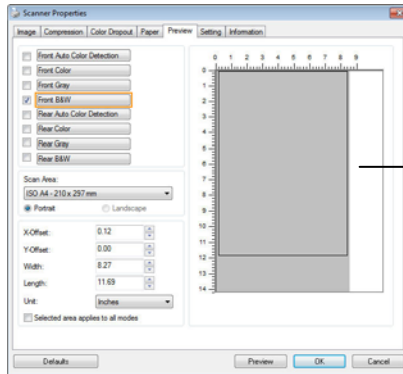 Scanner Properties
Image Compression Color Dropout Paper Preview Setting Information
Front Auto Color Detection
Front Color
Front Gray
Front B&W
Rear Auto Color Detection
Rear Color
Rear Gray
Rear B&W
Scan Area:
ISO A4 - 210 x 297 mm
Portrait Landscape
X-Offset: 0.12
Y-Offset: 0.00
Width: 8.27
Length: 11.69
Unit: Inches
Selected area applies to all modes
0 1 2 3 4 5 6 7 8 9
0
1
2
3
4
5
6
7
8
9
10
11
12
13
14
Defaults Preview OK Cancel